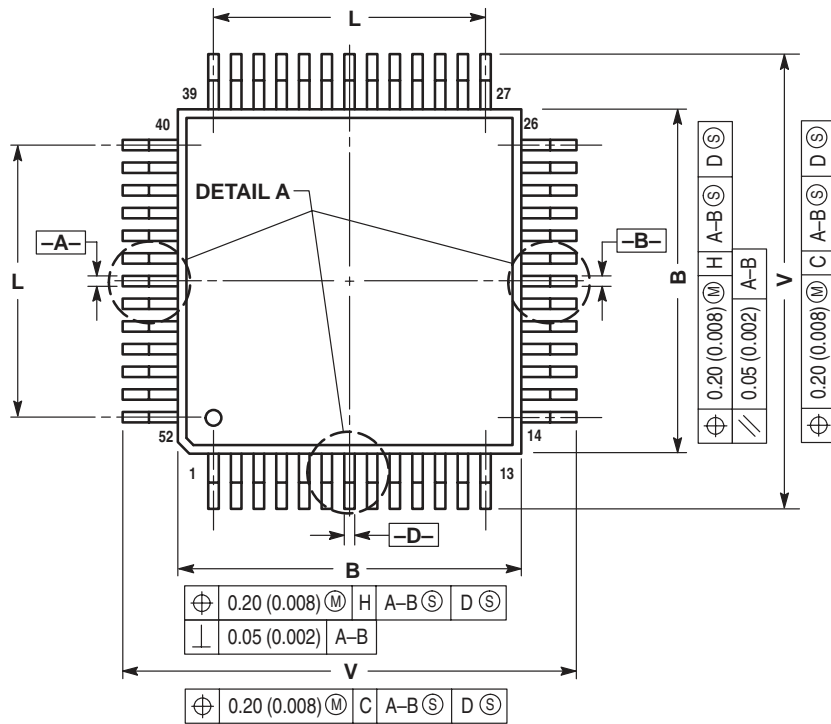 L
39
27
40
26
DETAIL A
–A–
–B–
L
B
V
⌖ 0.20 (0.008) Ⓜ H A–B Ⓢ D Ⓢ
⫽ 0.05 (0.002) A–B
⌖ 0.20 (0.008) Ⓜ C A–B Ⓢ D Ⓢ
52
14
1
13
–D–
B
⌖ 0.20 (0.008) Ⓜ H A–B Ⓢ D Ⓢ
⊥ 0.05 (0.002) A–B
V
⌖ 0.20 (0.008) Ⓜ C A–B Ⓢ D Ⓢ